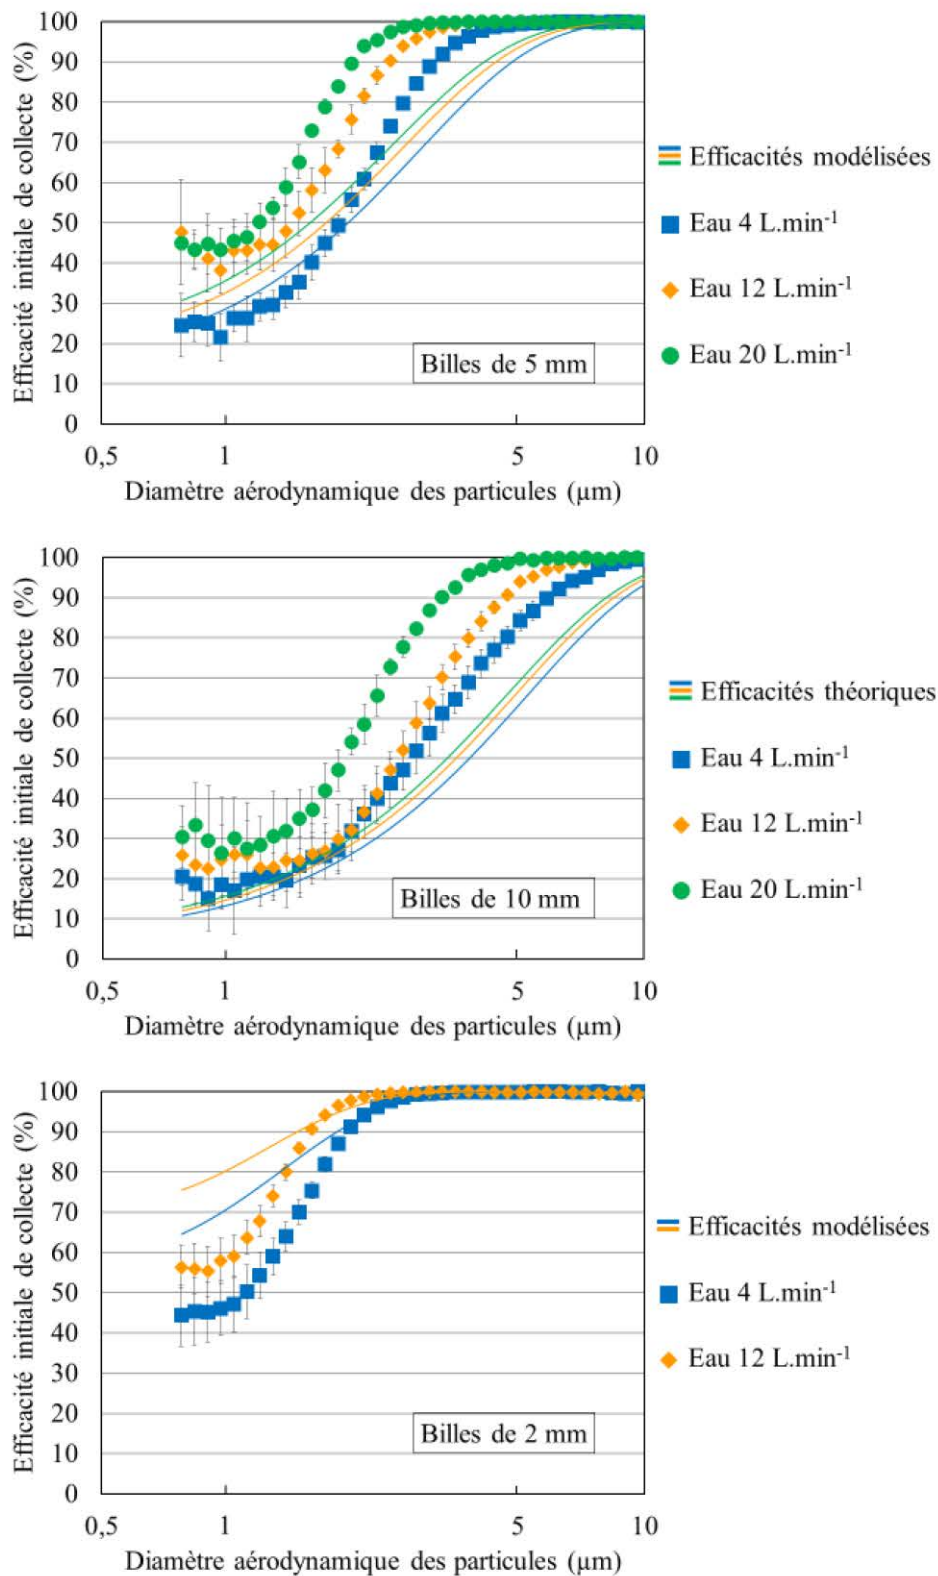 Efficacité initiale de collecte (%)
100
90
80
70
60
50
40
30
20
10
0
0,5 1 5 10
Diamètre aérodynamique des particules (µm)
Billes de 5 mm
Efficacités modélisées
Eau 4 L.min-1
Eau 12 L.min-1
Eau 20 L.min-1
Efficacité initiale de collecte (%)
100
90
80
70
60
50
40
30
20
10
0
0,5 1 5 10
Diamètre aérodynamique des particules (µm)
Billes de 10 mm
Efficacités théoriques
Eau 4 L.min-1
Eau 12 L.min-1
Eau 20 L.min-1
Efficacité initiale de collecte (%)
100
90
80
70
60
50
40
30
20
10
0
0,5 1 5 10
Diamètre aérodynamique des particules (µm)
Billes de 2 mm
Efficacités modélisées
Eau 4 L.min-1
Eau 12 L.min-1